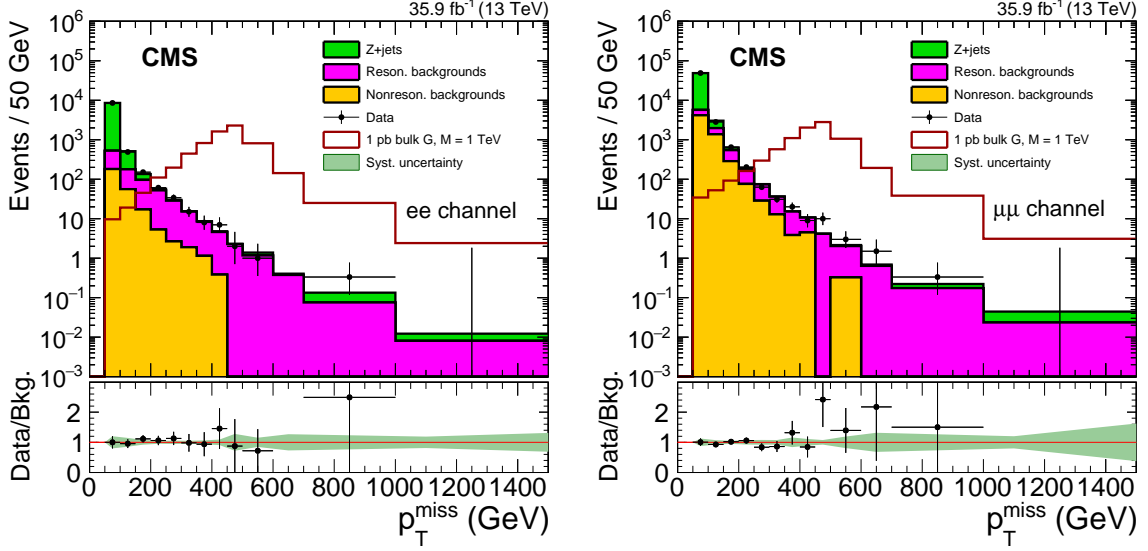 35.9 fb⁻¹ (13 TeV)
CMS
Events / 50 GeV
10⁶
10⁵
10⁴
10³
10²
10
1
10⁻¹
10⁻²
10⁻³
Z+jets
Reson. backgrounds
Nonreson. backgrounds
Data
1 pb bulk G, M = 1 TeV
Syst. uncertainty
ee channel
Data/Bkg.
2
1
0
0 200 400 600 800 1000 1200 1400
p_T^miss (GeV)
35.9 fb⁻¹ (13 TeV)
CMS
Events / 50 GeV
10⁶
10⁵
10⁴
10³
10²
10
1
10⁻¹
10⁻²
10⁻³
Z+jets
Reson. backgrounds
Nonreson. backgrounds
Data
1 pb bulk G, M = 1 TeV
Syst. uncertainty
μμ channel
Data/Bkg.
2
1
0
0 200 400 600 800 1000 1200 1400
p_T^miss (GeV)